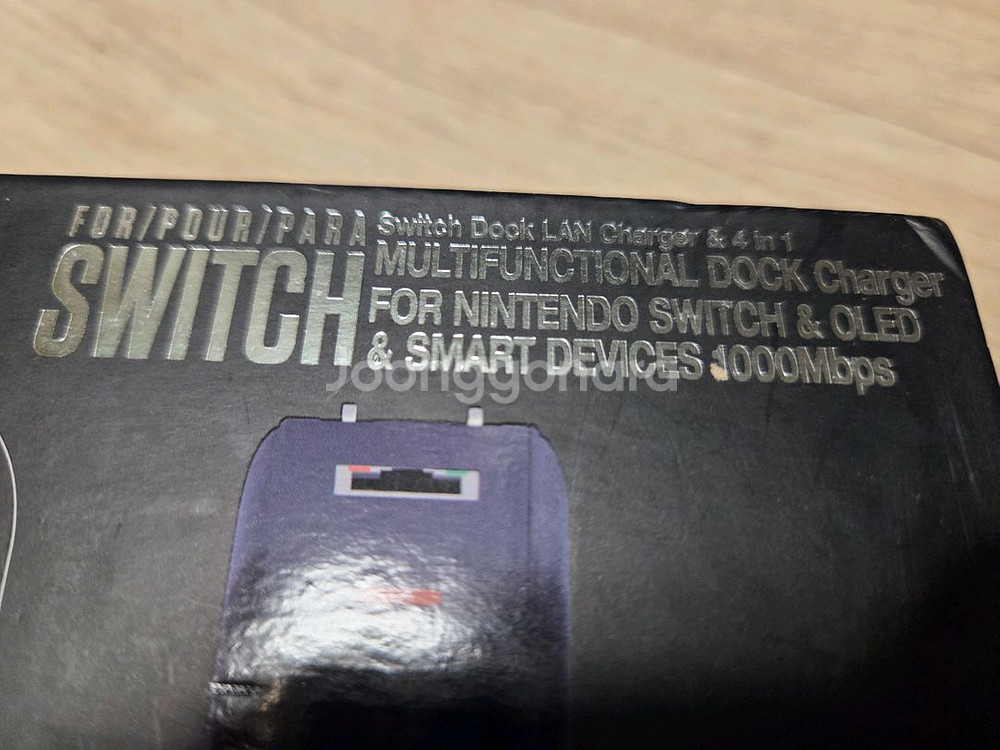 FOR/POUR/PARA
SWITCH
Switch Dock LAN Charger & 4 in 1
MULTIFUNCTIONAL DOCK Charger
FOR NINTENDO SWITCH & OLED
& SMART DEVICES 1000Mbps
Joonggonara